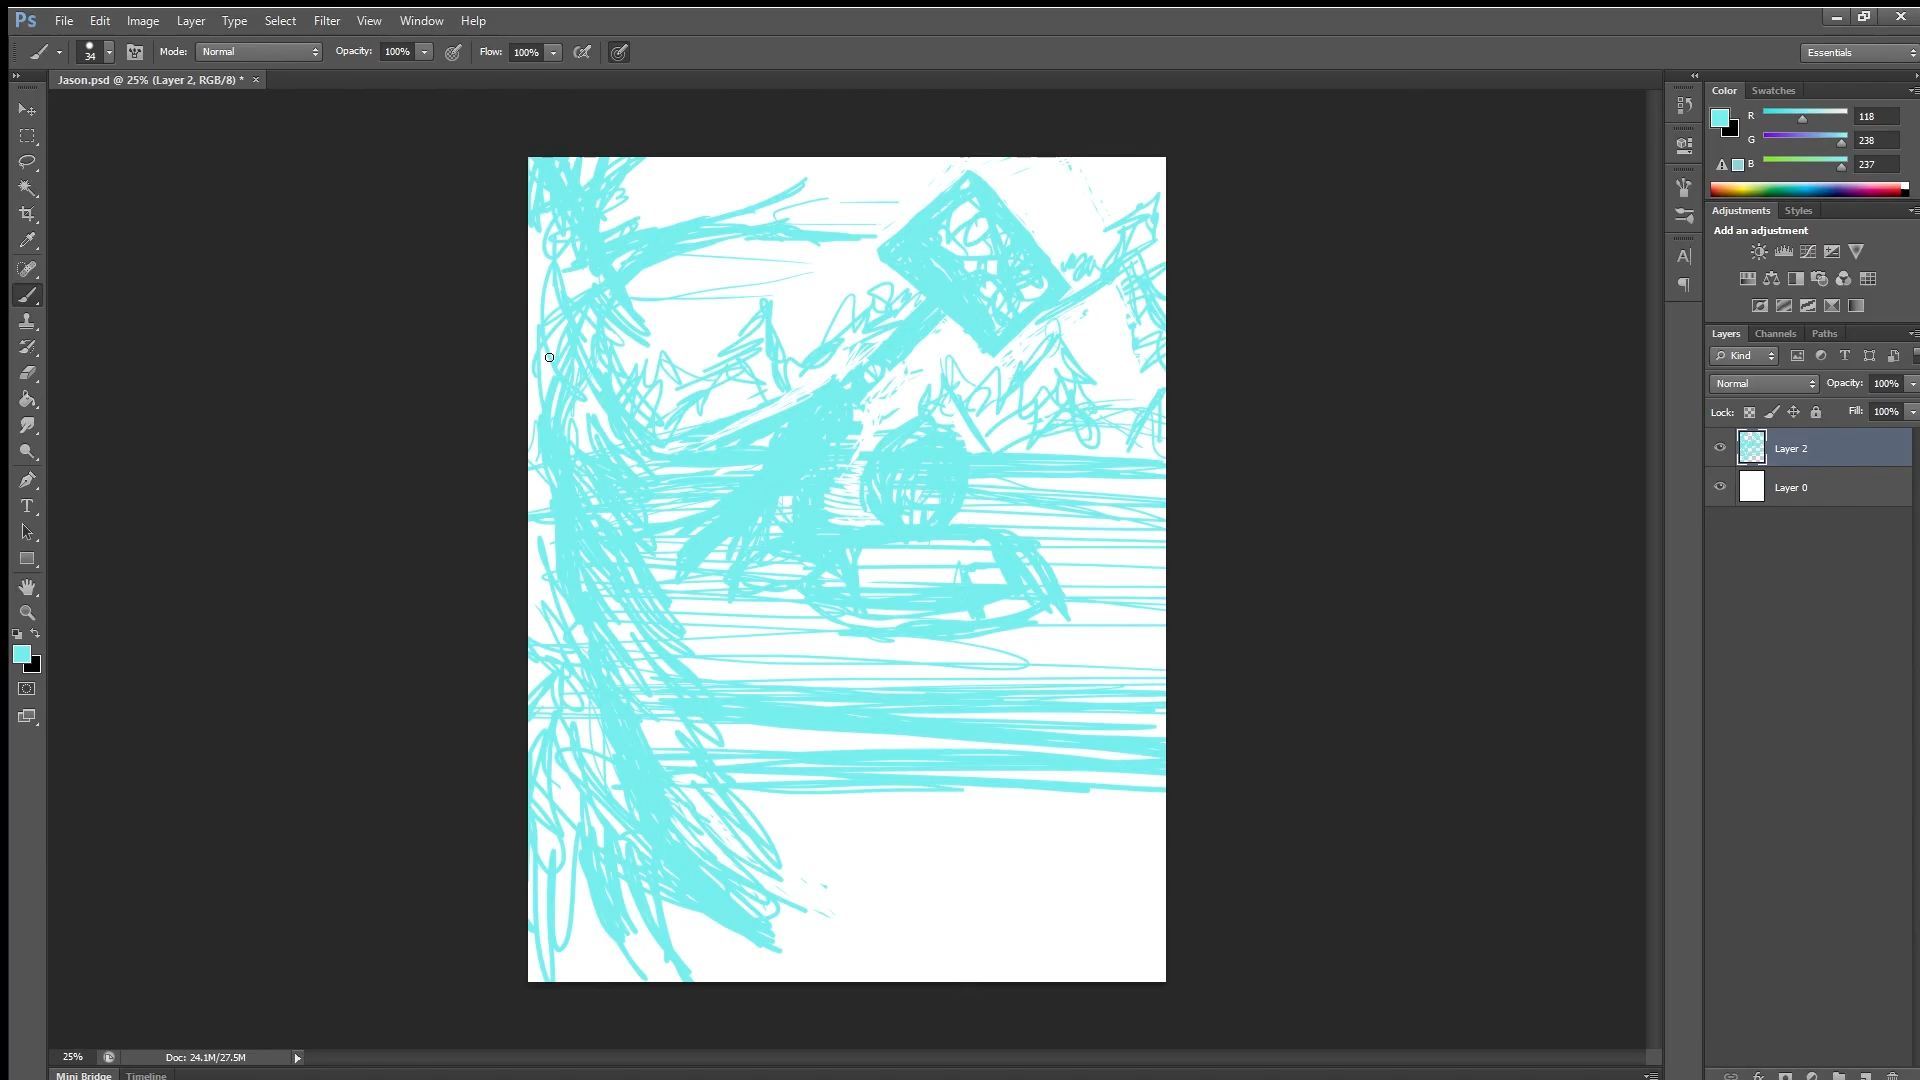 Ps File Edit Image Layer Type Select Filter View Window Help
34 Mode: Normal Opacity: 100% Flow: 100% Essentials
Jason.psd @ 25% (Layer 2, RGB/8) * ×
Color Swatches
R 118
G 238
B 237
Adjustments Styles
Add an adjustment
Layers Channels Paths
Kind
Normal Opacity: 100%
Lock: Fill: 100%
Layer 2
Layer 0
25% Doc: 24.1M/27.5M
Mini Bridge Timeline